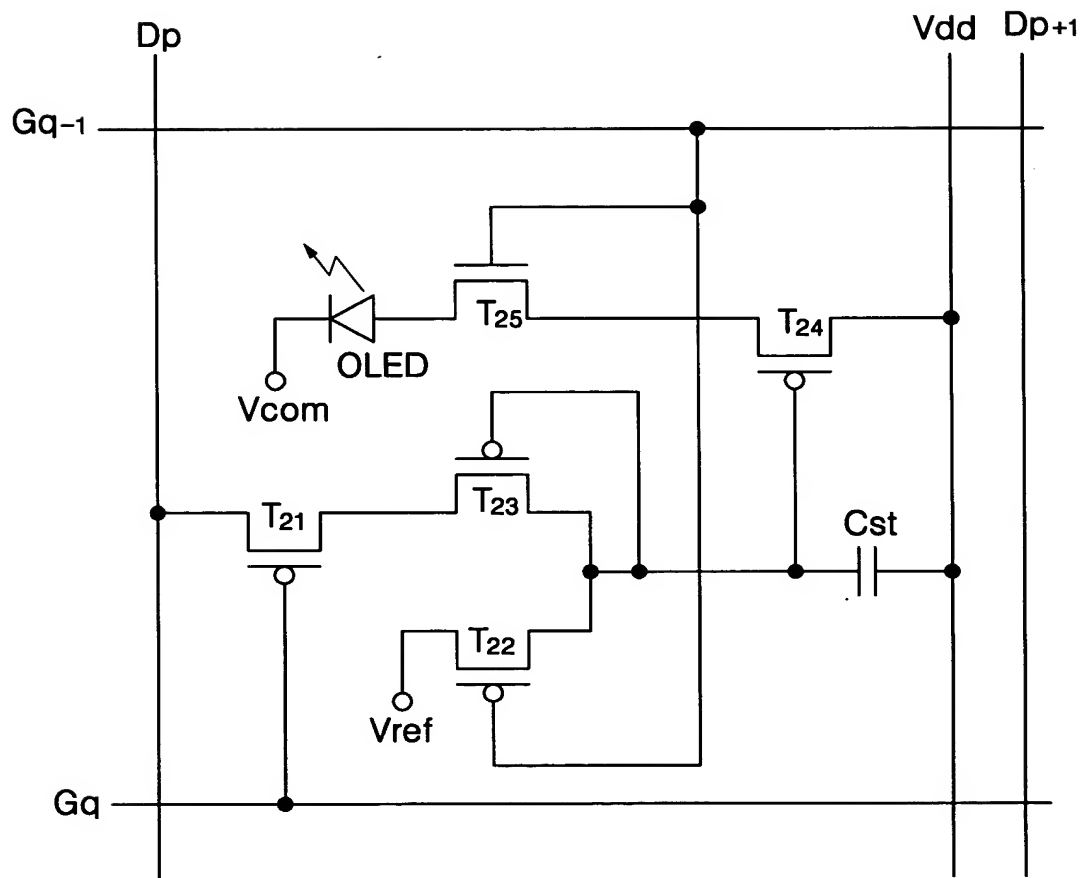 Dp
Vdd
Dp+1
Gq-1
T25
T24
OLED
Vcom
T23
T21
Cst
T22
Vref
Gq